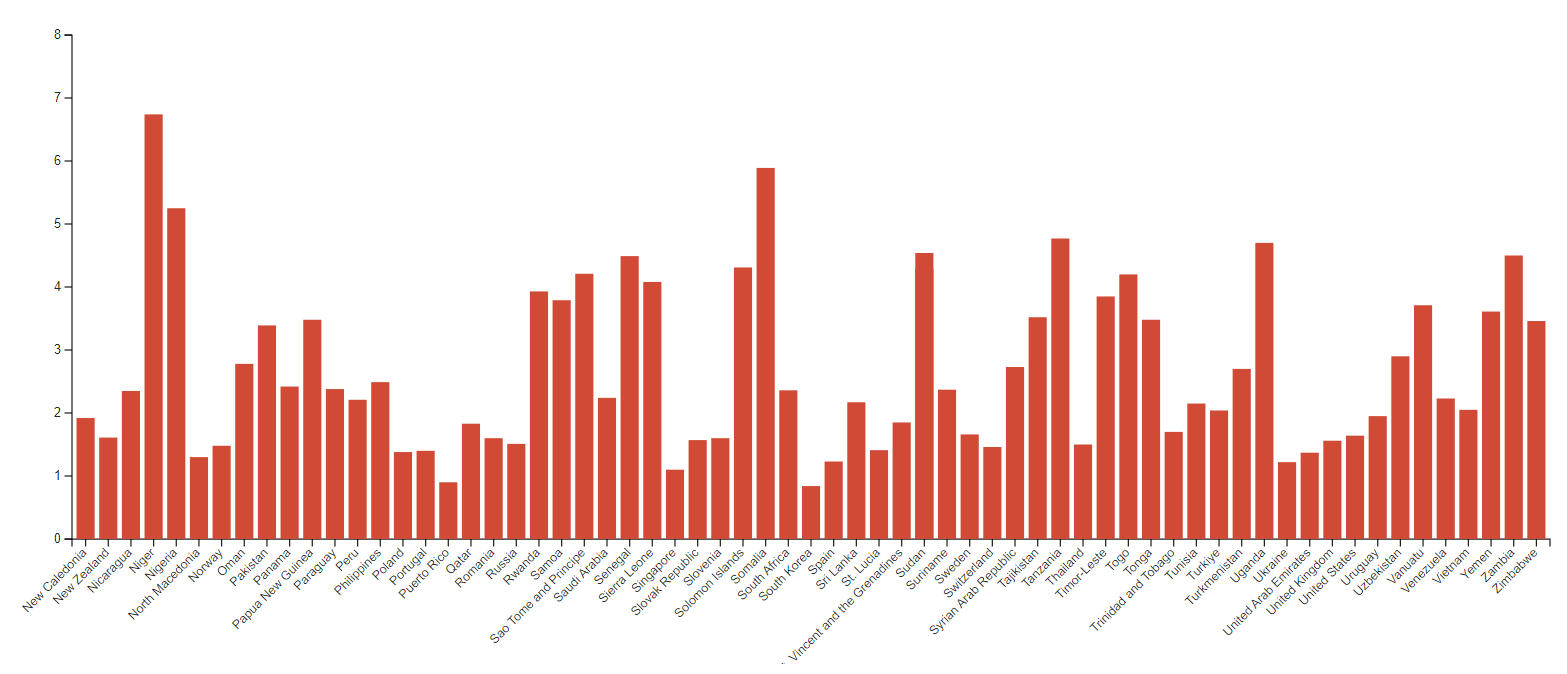 8
7
6
5
4
3
2
1
0
New Caledonia
New Zealand
Nicaragua
Niger
Nigeria
North Macedonia
Norway
Oman
Pakistan
Panama
Papua New Guinea
Paraguay
Peru
Philippines
Poland
Portugal
Puerto Rico
Qatar
Romania
Russia
Rwanda
Samoa
Sao Tome and Principe
Saudi Arabia
Senegal
Sierra Leone
Singapore
Slovak Republic
Slovenia
Solomon Islands
Somalia
South Africa
South Korea
Spain
Sri Lanka
St. Lucia
Vincent and the Grenadines
Sudan
Suriname
Sweden
Switzerland
Syrian Arab Republic
Tajikistan
Tanzania
Thailand
Timor-Leste
Togo
Tonga
Trinidad and Tobago
Tunisia
Turkiye
Turkmenistan
Uganda
Ukraine
United Arab Emirates
United Kingdom
United States
Uruguay
Uzbekistan
Vanuatu
Venezuela
Vietnam
Yemen
Zambia
Zimbabwe